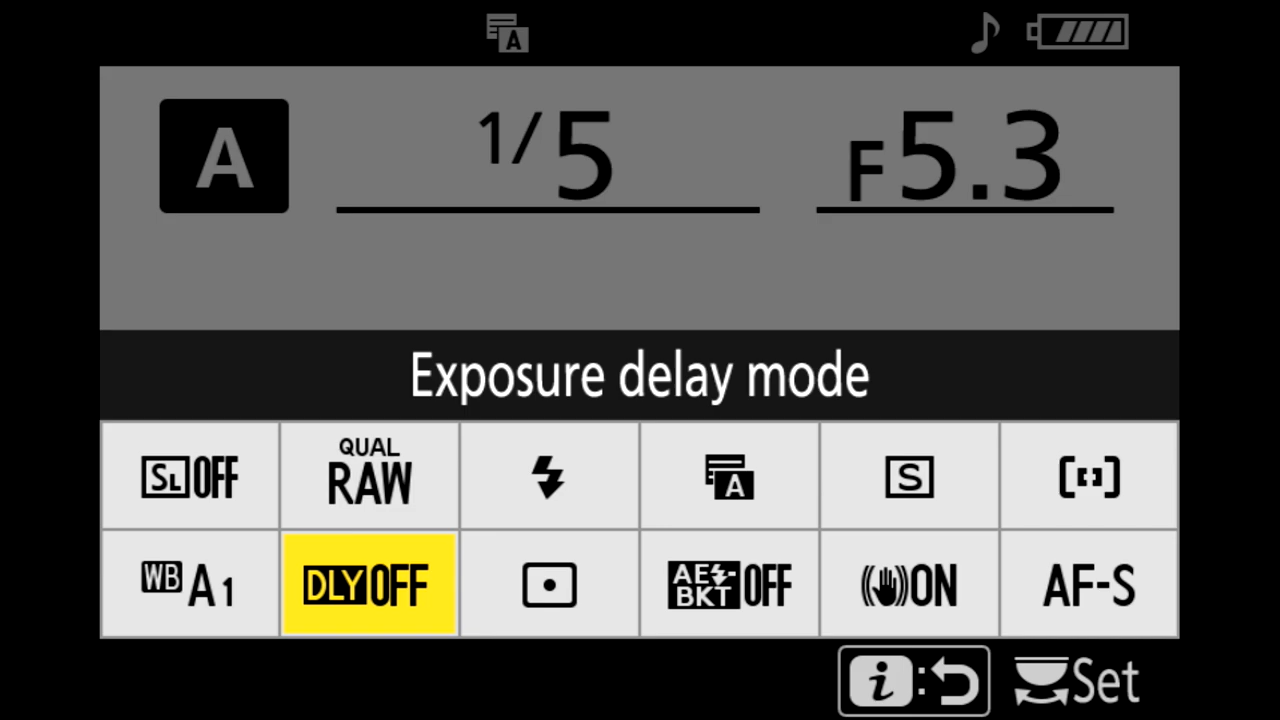 A
A 1/5 F5.3
Exposure delay mode
SL OFF QUAL RAW A S
WB A1 DLY OFF AE BKT OFF ON AF-S
i : Set